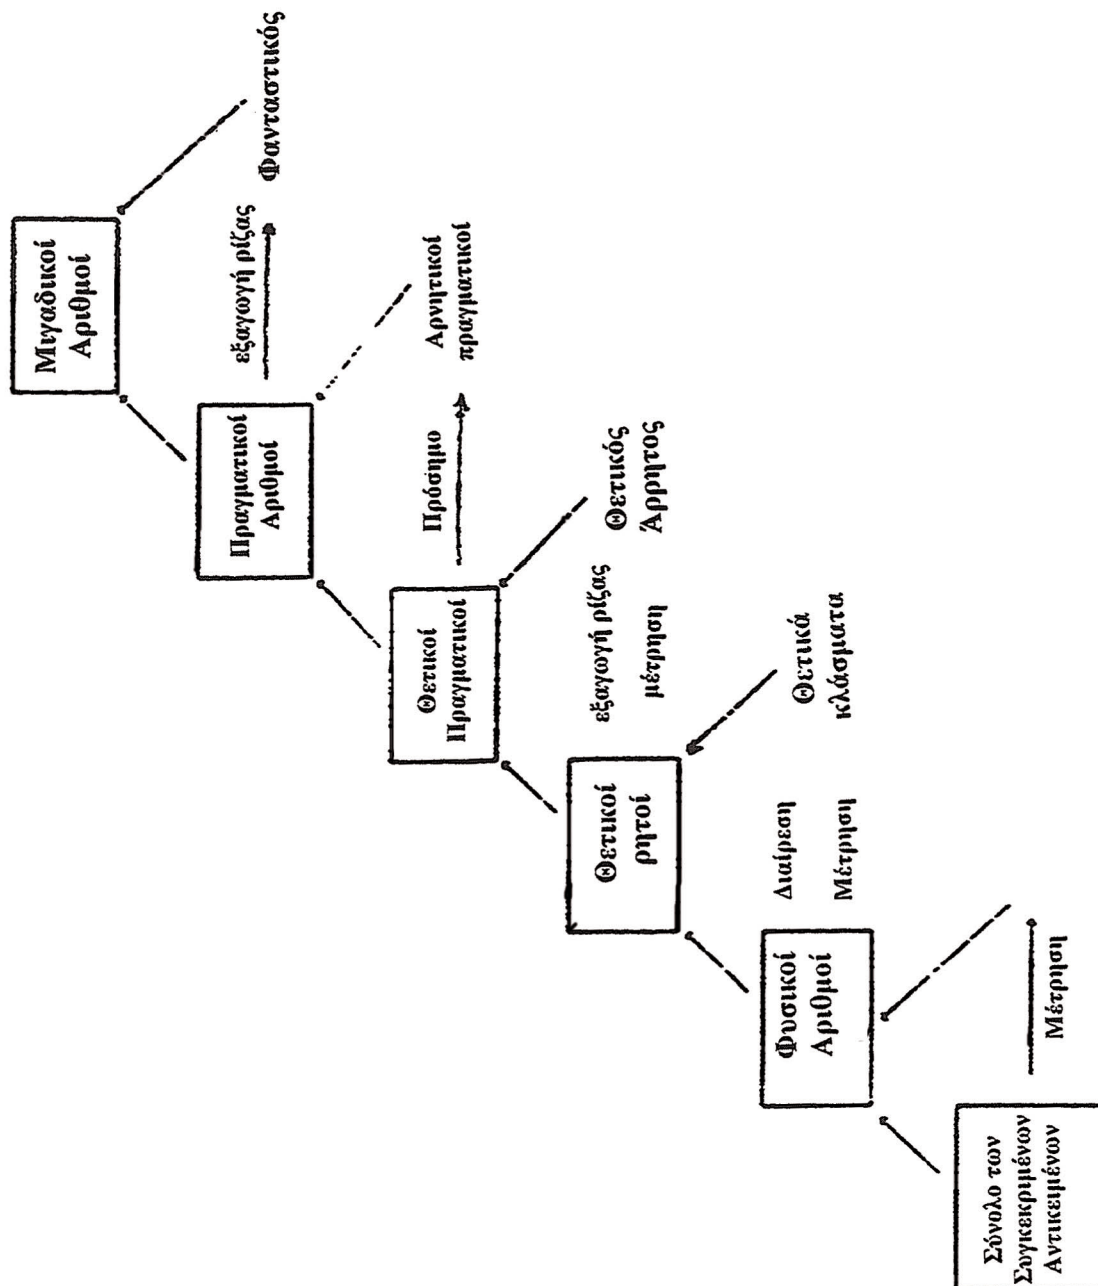 Μιγαδικοί
Αριθμοί
Πραγματικοί
Αριθμοί
εξαγωγή ρίζας
Φανταστικός
Θετικοί
Πραγματικοί
Πρόσημο
Αρνητικοί
πραγματικοί
Θετικοί
ρητοί
εξαγωγή ρίζας
μέτρηση
Θετικός
Άρρητος
Φυσικοί
Αριθμοί
Διαίρεση
Μέτρηση
Θετικά
κλάσματα
Σύνολο των
Συγκεκριμένων
Αντικειμένων
Μέτρηση